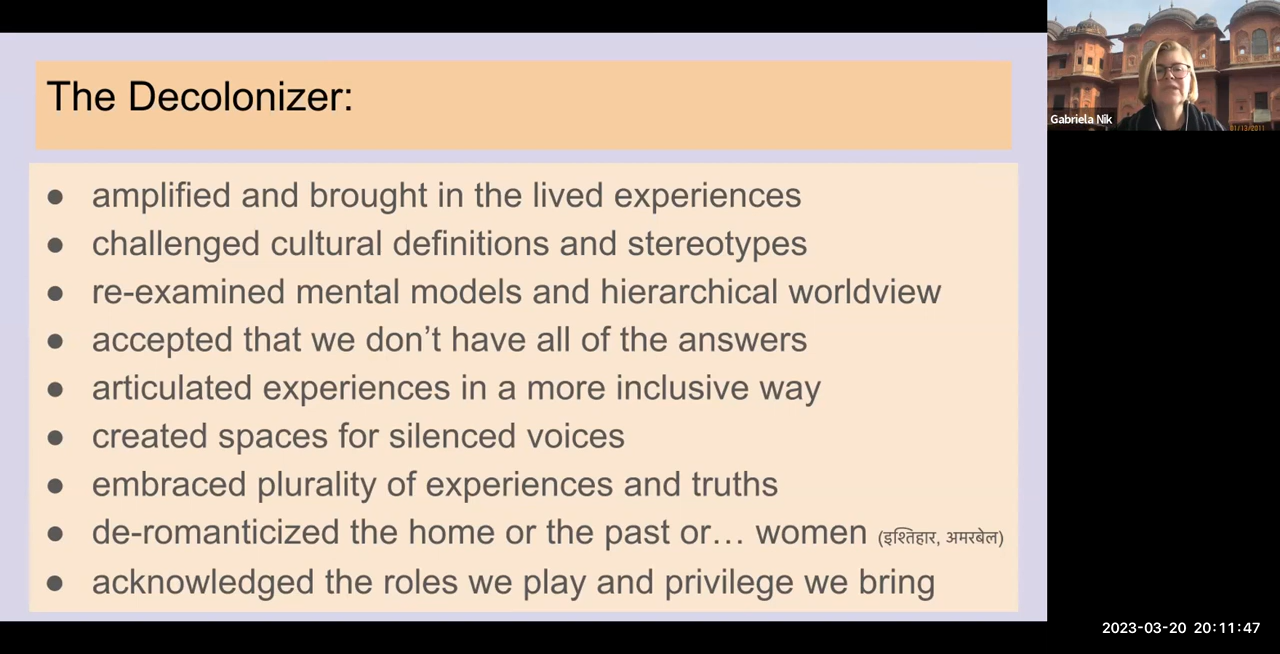 The Decolonizer:
● amplified and brought in the lived experiences
● challenged cultural definitions and stereotypes
● re-examined mental models and hierarchical worldview
● accepted that we don’t have all of the answers
● articulated experiences in a more inclusive way
● created spaces for silenced voices
● embraced plurality of experiences and truths
● de-romanticized the home or the past or… women (इश्तिहार, अमरबेल)
● acknowledged the roles we play and privilege we bring
Gabriela Nik
01/13/2011
2023-03-20 20:11:47